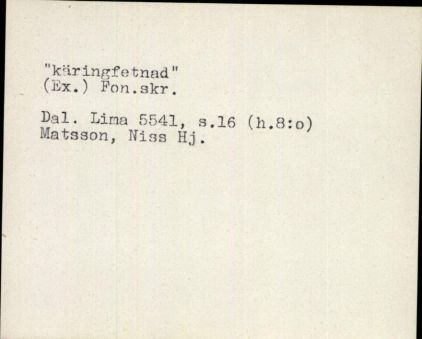 "käringfetnad"
(Ex.) Fon.skr.
Dal. Lima 5541, s.16 (h.8:o)
Matsson, Niss Hj.